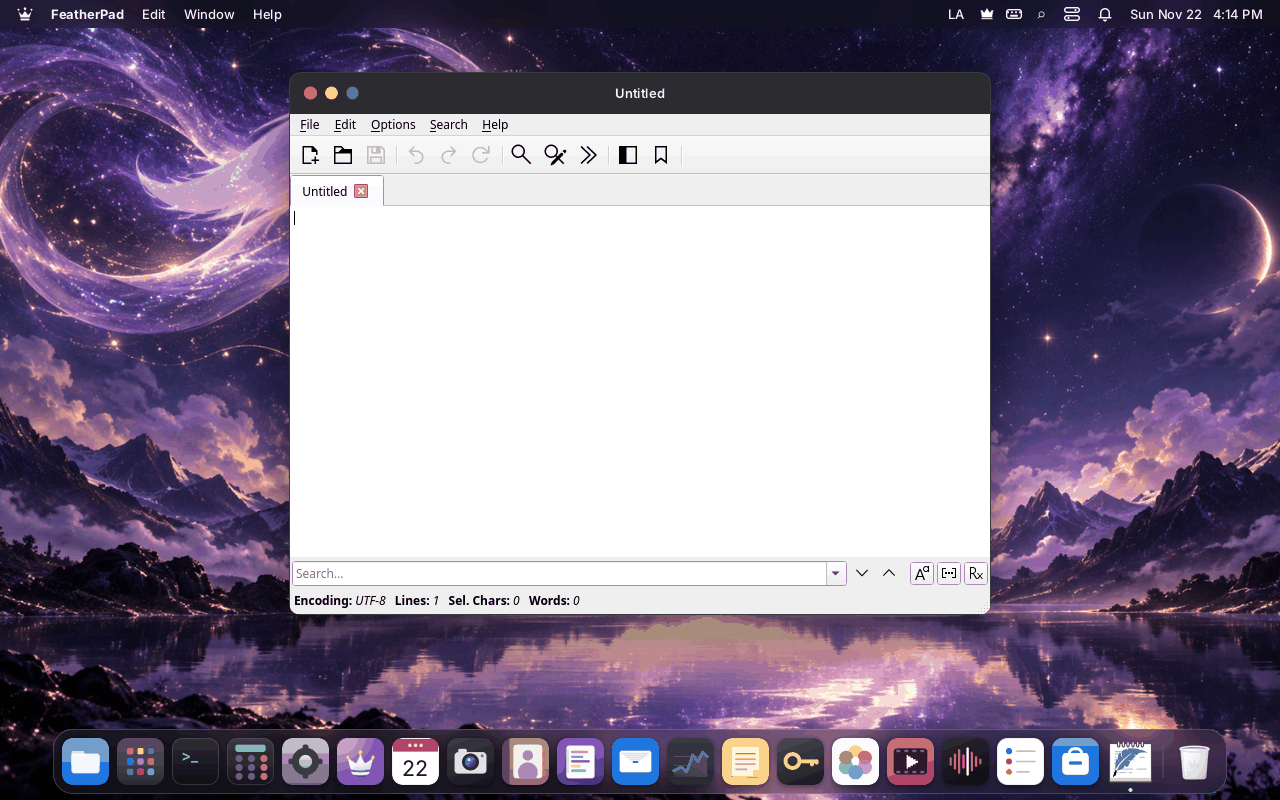 FeatherPad Edit Window Help LA Sun Nov 22 4:14 PM
Untitled
File Edit Options Search Help
Untitled
Search...
Encoding: UTF-8 Lines: 1 Sel. Chars: 0 Words: 0
22